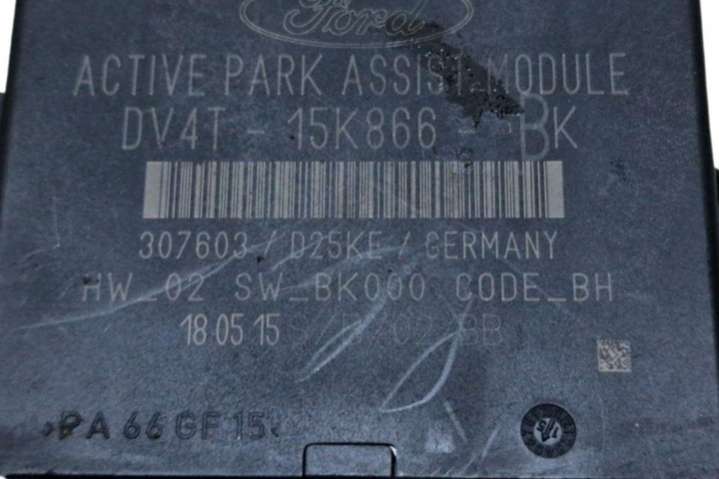 Ford
ACTIVE PARK ASSIST MODULE
DV4T - 15K866 - BK
307603 / D25KE / GERMANY
HW_02 SW_BK000 CODE_BH
18.05.15
>PA 66 GF 15<